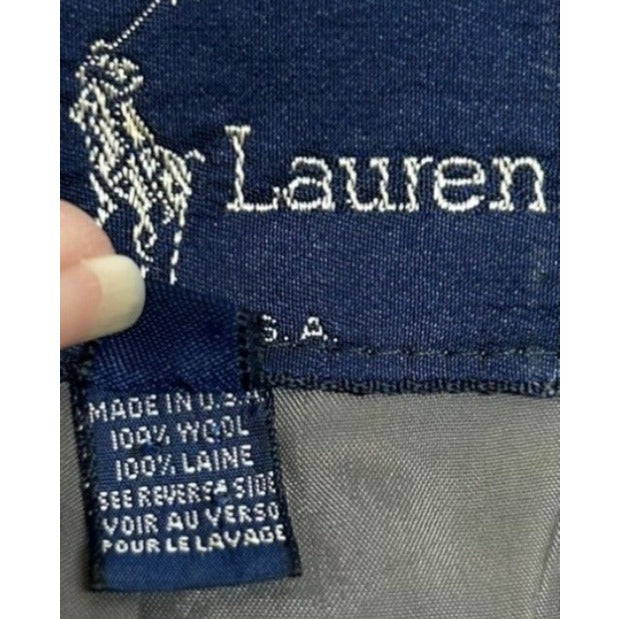 Lauren
S. A.
MADE IN U.S.A
100% WOOL
100% LAINE
SEE REVERSE SIDE
VOIR AU VERSO
POUR LE LAVAGE